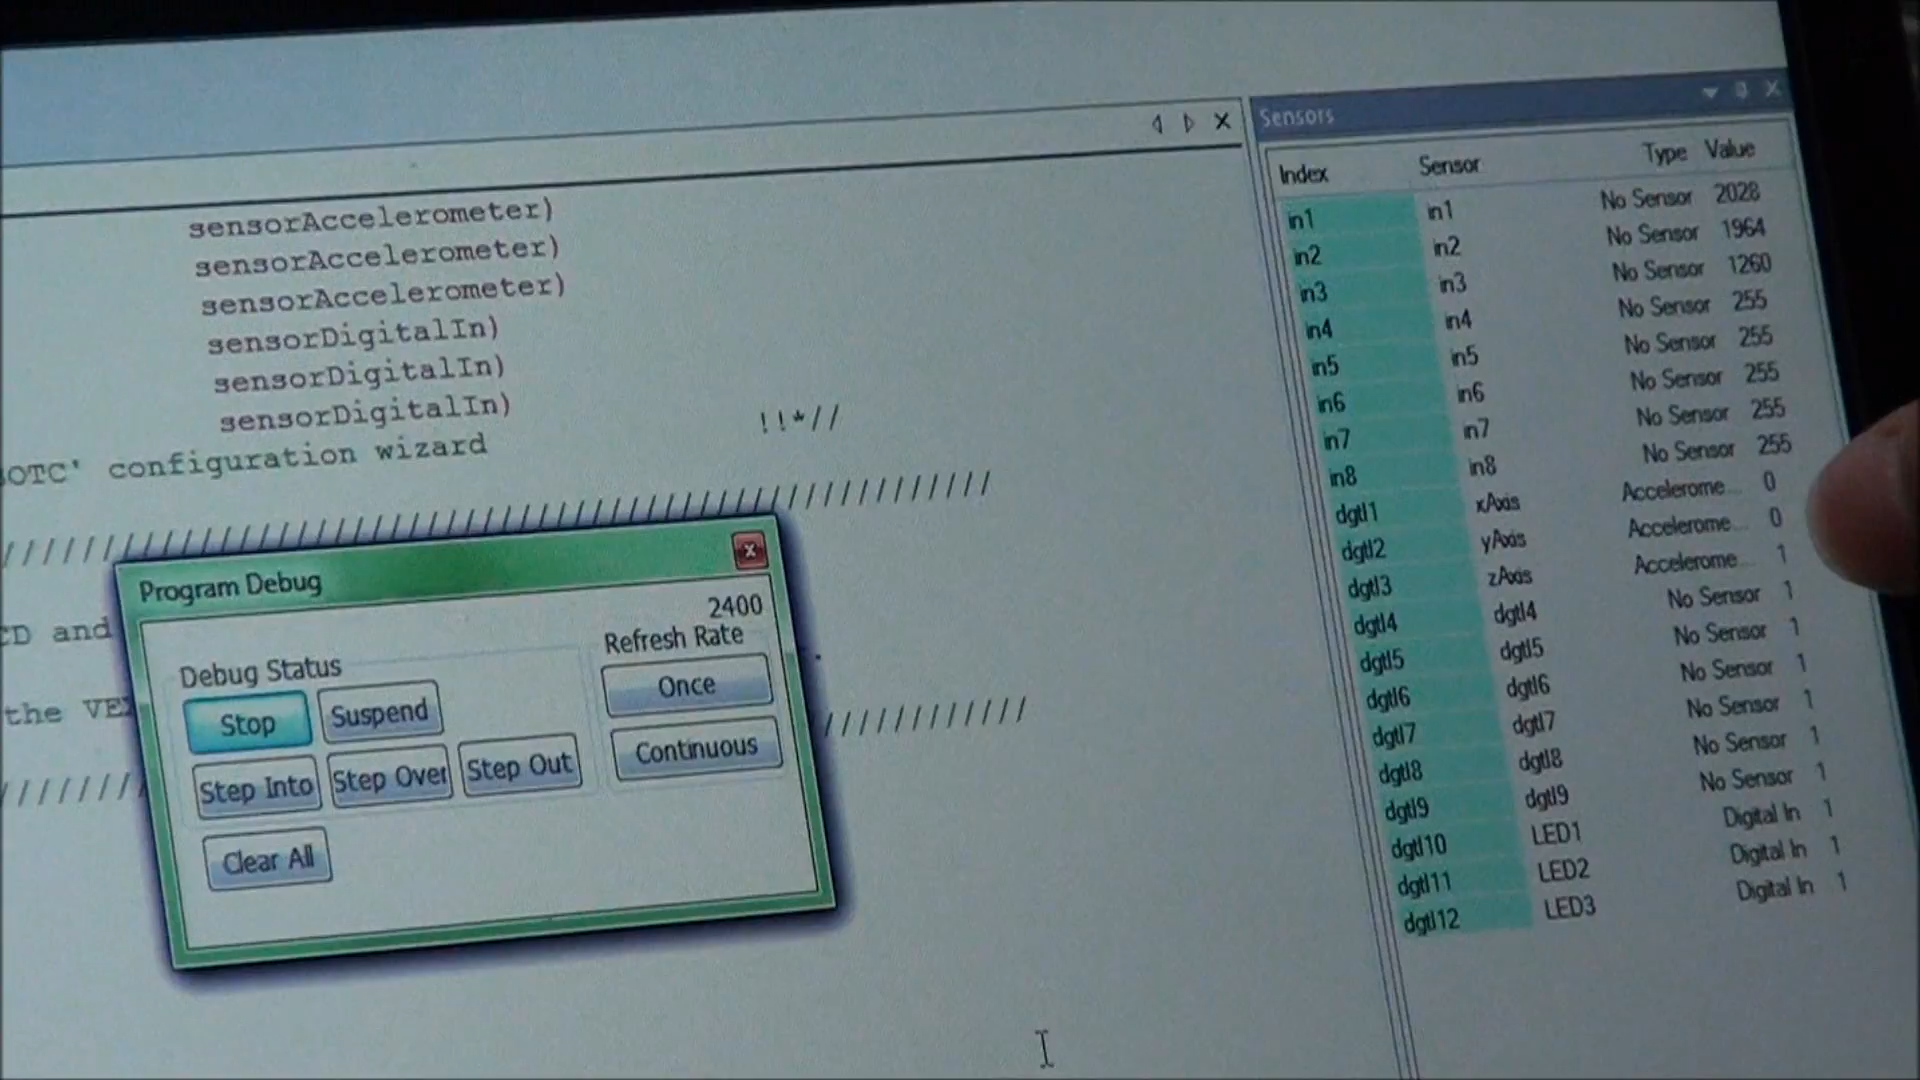 sensorAccelerometer)
sensorAccelerometer)
sensorAccelerometer)
sensorDigitalIn)
sensorDigitalIn)
sensorDigitalIn) !!*//
OTC' configuration wizard
//////////////////////////////////////////////////
CD and
the VEX
////////
////////////
Program Debug
2400
Debug Status
Refresh Rate
Stop Suspend
Once
Step Into Step Over Step Out
Continuous
Clear All
Sensors
Index Sensor Type Value
in1 in1 No Sensor 2028
in2 in2 No Sensor 1964
in3 in3 No Sensor 1260
in4 in4 No Sensor 255
in5 in5 No Sensor 255
in6 in6 No Sensor 255
in7 in7 No Sensor 255
in8 in8 No Sensor 255
dgtl1 xAxis Accelerome... 0
dgtl2 yAxis Accelerome... 0
dgtl3 zAxis Accelerome... 1
dgtl4 dgtl4 No Sensor 1
dgtl5 dgtl5 No Sensor 1
dgtl6 dgtl6 No Sensor 1
dgtl7 dgtl7 No Sensor 1
dgtl8 dgtl8 No Sensor 1
dgtl9 dgtl9 No Sensor 1
dgtl10 LED1 Digital In 1
dgtl11 LED2 Digital In 1
dgtl12 LED3 Digital In 1